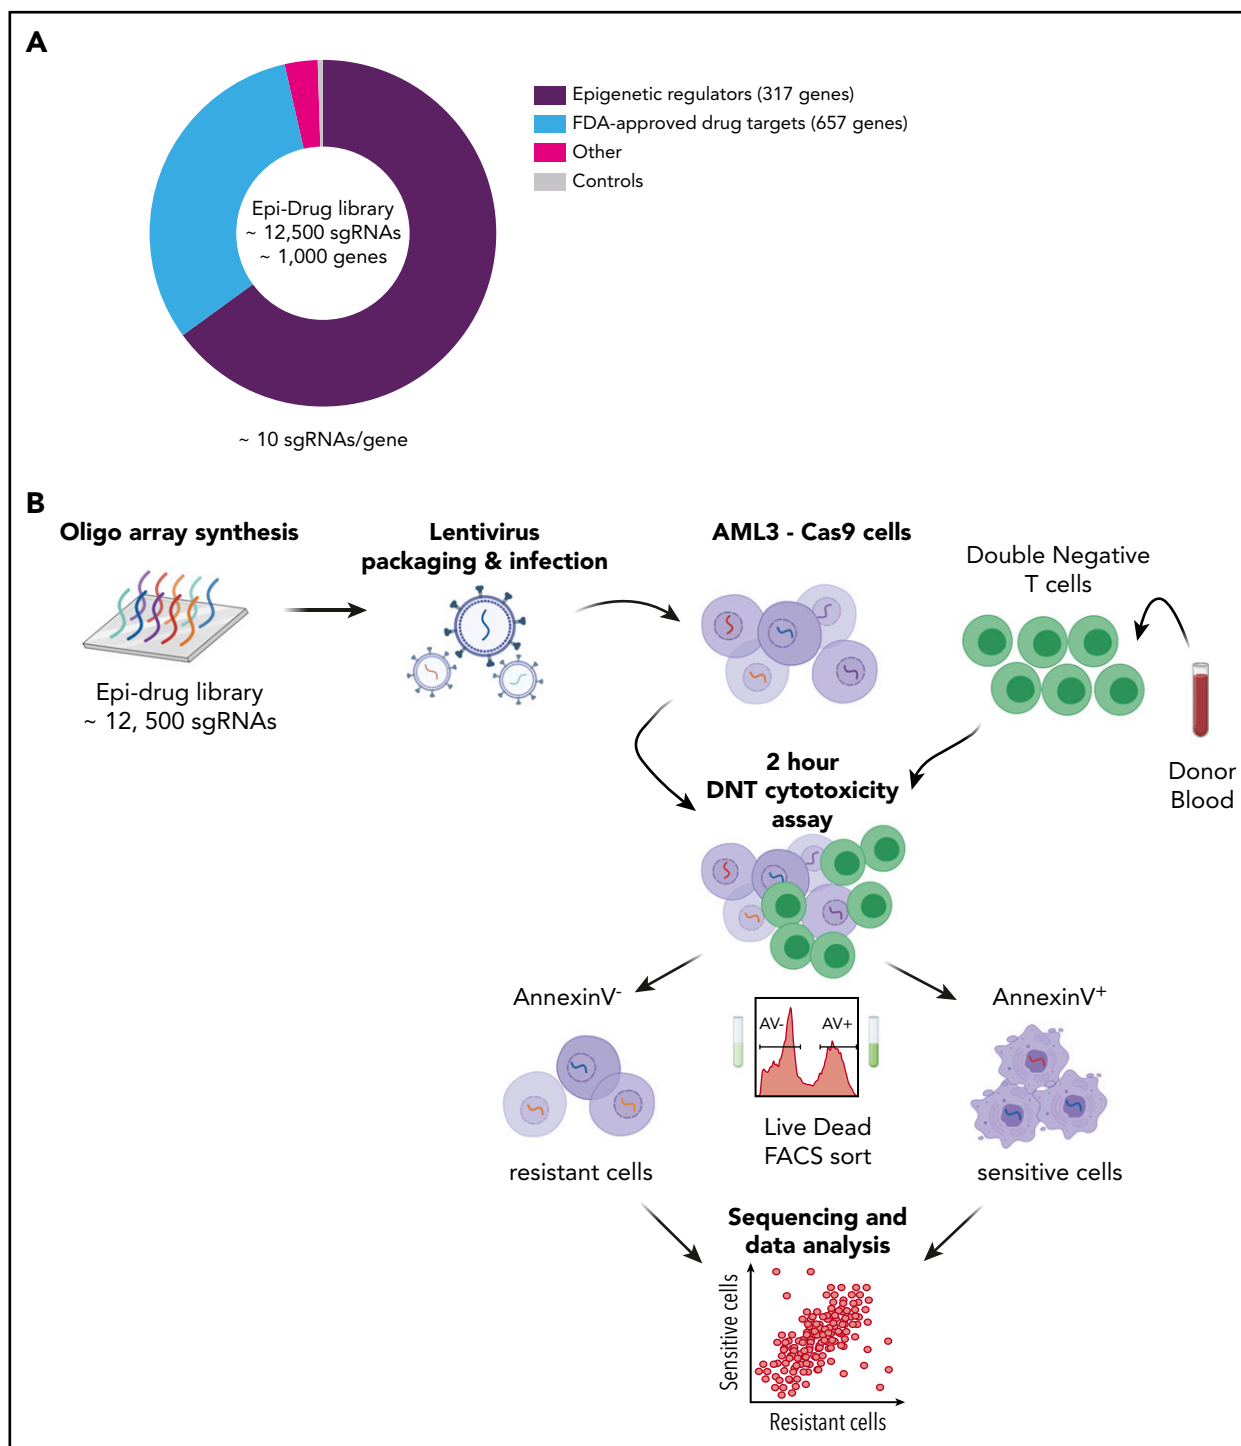 A
Epigenetic regulators (317 genes)
FDA-approved drug targets (657 genes)
Other
Controls
Epi-Drug library
~ 12,500 sgRNAs
~ 1,000 genes
~ 10 sgRNAs/gene
B
Oligo array synthesis
Epi-drug library
~ 12, 500 sgRNAs
Lentivirus
packaging & infection
AML3 - Cas9 cells
Double Negative
T cells
Donor
Blood
2 hour
DNT cytotoxicity
assay
AnnexinV-
resistant cells
AV-
AV+
Live Dead
FACS sort
AnnexinV+
sensitive cells
Sequencing and
data analysis
Sensitive cells
Resistant cells